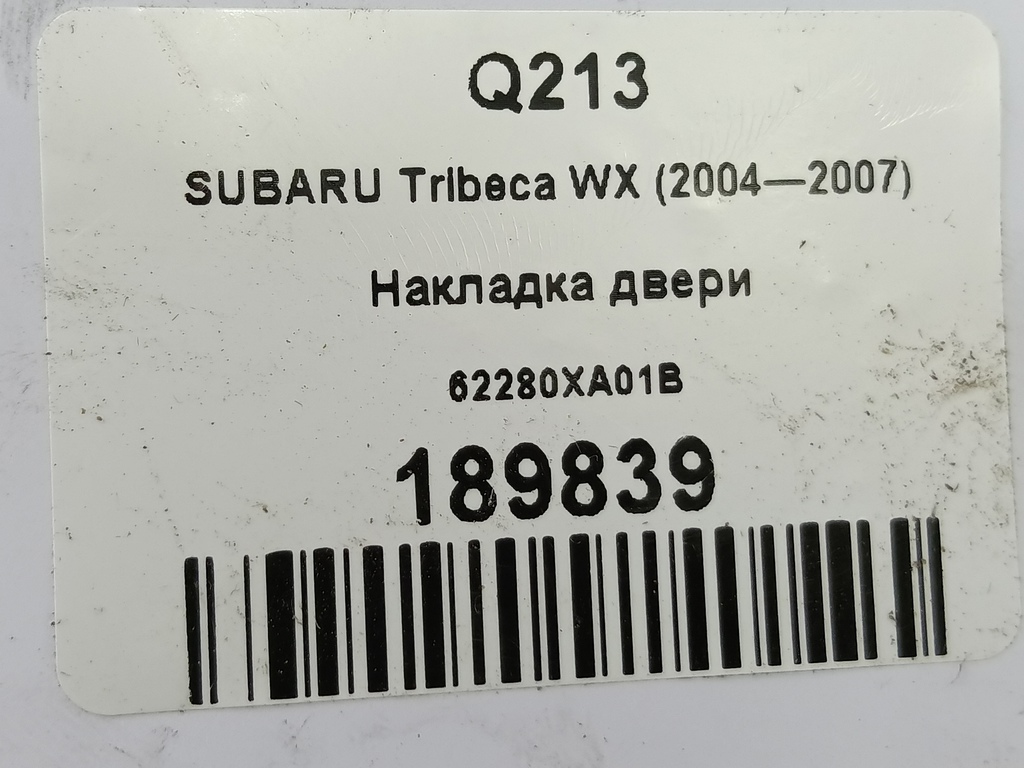 Q213
SUBARU Tribeca WX (2004—2007)
Накладка двери
62280XA01B
189839